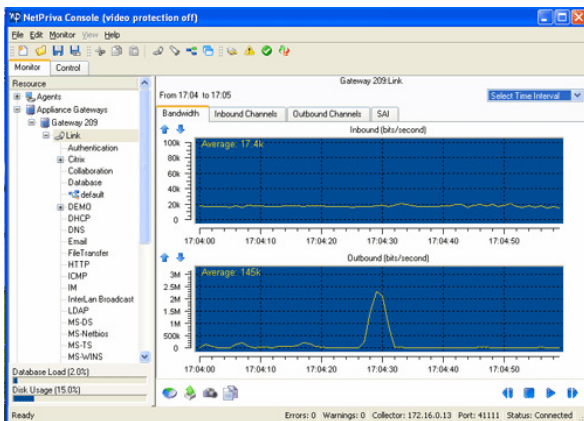 NetPriva Console (video protection off)
File Edit Monitor View Help
Monitor Control
Resource
Agents
Appliance Gateways
Gateway 209
Link
Authentication
Citrix
Collaboration
Database
default
DEMO
DHCP
DNS
Email
FileTransfer
HTTP
ICMP
IM
InterLan Broadcast
LDAP
MS-DS
MS-Netbios
MS-TS
MS-WINS
Database Load (2.0%)
Disk Usage (15.0%)
Gateway 209:Link
From 17:04 to 17:05
Select Time Interval
Bandwidth Inbound Channels Outbound Channels SAI
Inbound (bits/second)
Average: 17.4k
100k
80k
60k
40k
20k
0
17:04:00 17:04:10 17:04:20 17:04:30 17:04:40 17:04:50
Outbound (bits/second)
Average: 145k
3M
2.5M
2M
1.5M
1M
500k
0
17:04:00 17:04:10 17:04:20 17:04:30 17:04:40 17:04:50
Ready
Errors: 0 Warnings: 0 Collector: 172.16.0.13 Port: 41111 Status: Connected